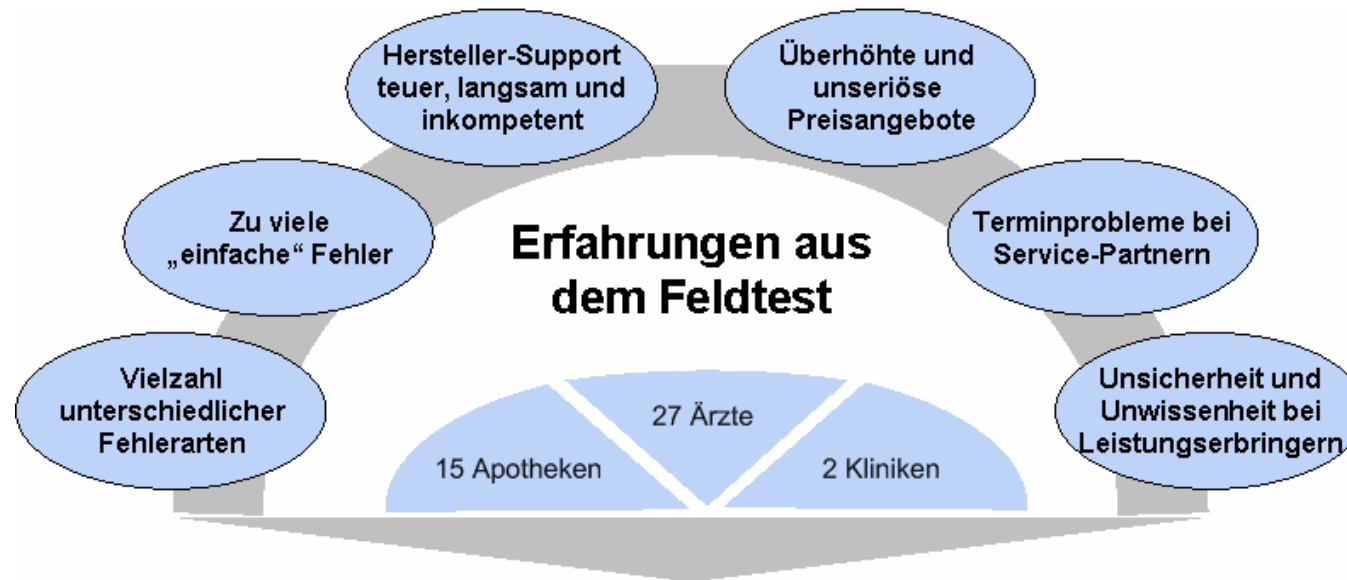 Hersteller-Support
teuer, langsam und
inkompetent
Überhöhte und
unseriöse
Preisangebote
Zu viele
„einfache“ Fehler
Erfahrungen aus
dem Feldtest
Terminprobleme bei
Service-Partnern
Vielzahl
unterschiedlicher
Fehlerarten
Unsicherheit und
Unwissenheit bei
Leistungserbringern
27 Ärzte
15 Apotheken
2 Kliniken